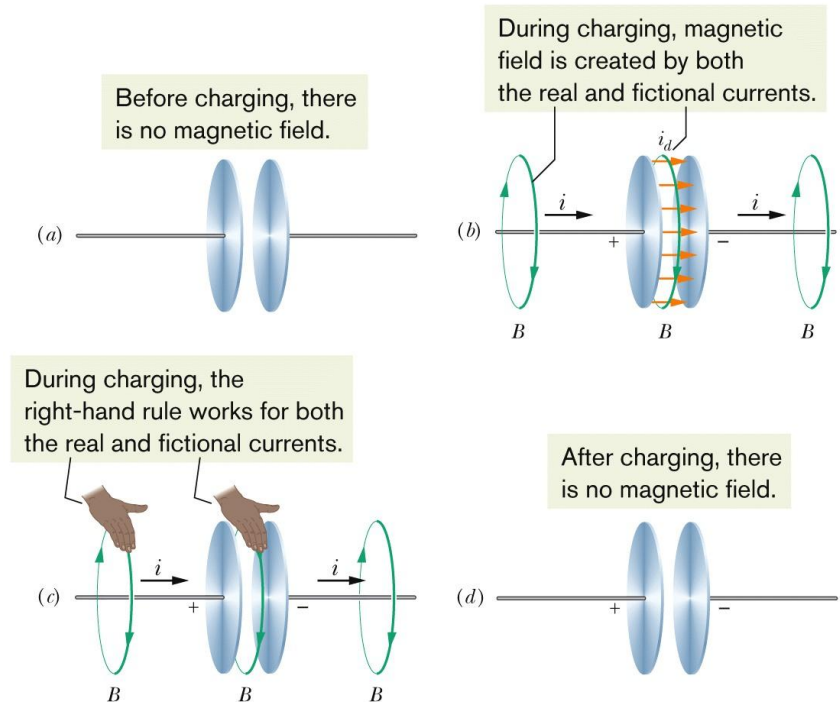 Before charging, there
is no magnetic field.
(a)
During charging, magnetic
field is created by both
the real and fictional currents.
i_d
i
i
(b)
+
−
B
B
B
During charging, the
right-hand rule works for both
the real and fictional currents.
i
i
(c)
+
−
B
B
B
After charging, there
is no magnetic field.
(d)
+
−